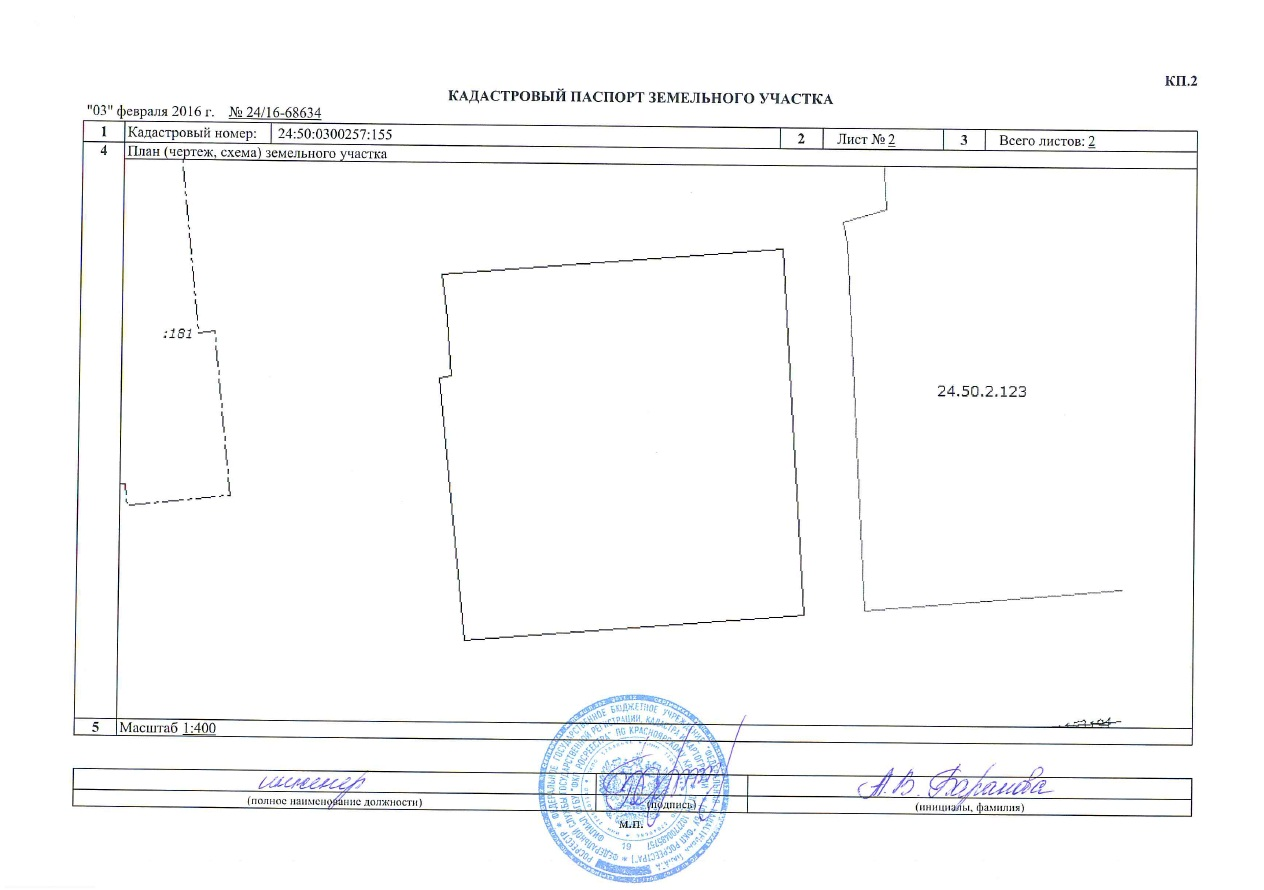 КП.2
КАДАСТРОВЫЙ ПАСПОРТ ЗЕМЕЛЬНОГО УЧАСТКА
"03" февраля 2016 г. № 24/16-68634
1 Кадастровый номер: 24:50:0300257:155 2 Лист № 2 3 Всего листов: 2
4 План (чертеж, схема) земельного участка
:181
24.50.2.123
5 Масштаб 1:400
инженер А.В. Баранова
(полное наименование должности) (подпись) (инициалы, фамилия)
м.п.